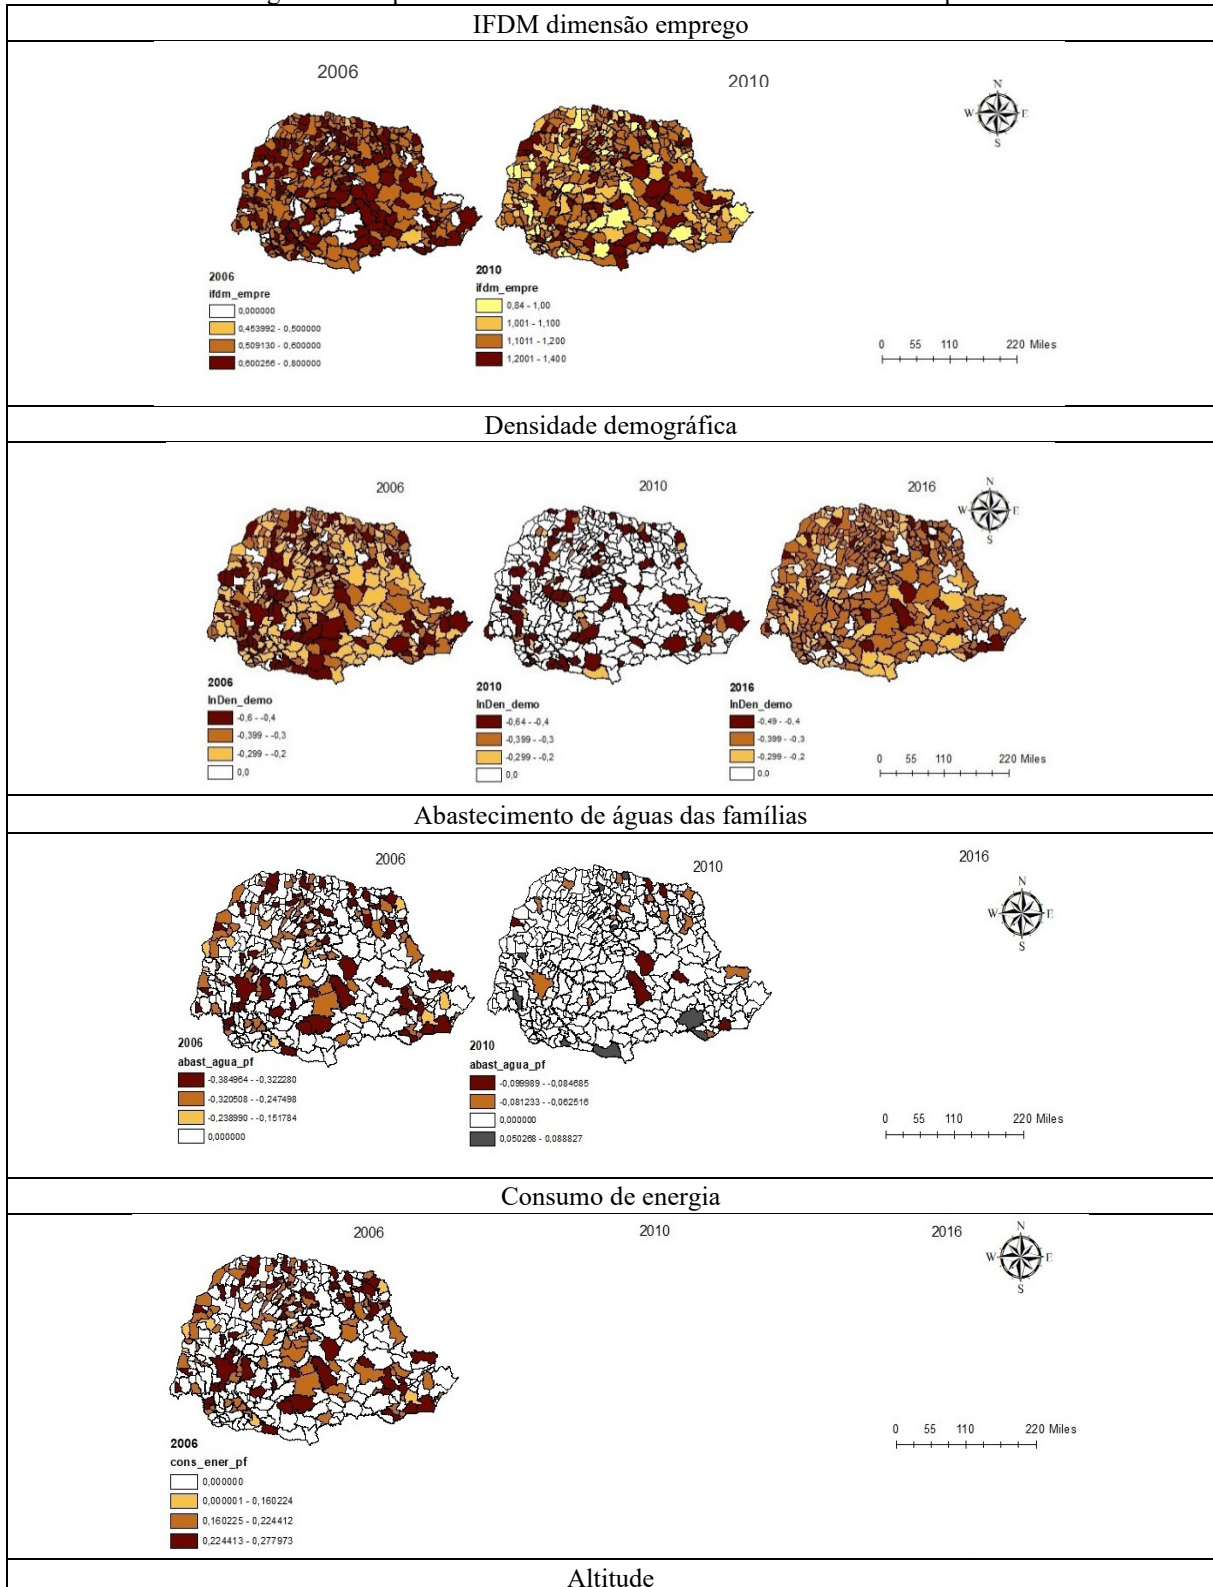 IFDM dimensão emprego
2006
2010
N
W E
S
2006
ifdm_empre
0,000000
0,453992 - 0,500000
0,509130 - 0,600000
0,600256 - 0,800000
2010
ifdm_empre
0,84 - 1,00
1,001 - 1,100
1,1011 - 1,200
1,2001 - 1,400
0 55 110 220 Miles
Densidade demográfica
2006
2010
2016
N
W E
S
2006
lnDen_demo
-0,6 - -0,4
-0,399 - -0,3
-0,299 - -0,2
0,0
2010
lnDen_demo
-0,64 - -0,4
-0,399 - -0,3
-0,299 - -0,2
0,0
2016
lnDen_demo
-0,49 - -0,4
-0,399 - -0,3
-0,299 - -0,2
0,0
0 55 110 220 Miles
Abastecimento de águas das famílias
2006
2010
2016
N
W E
S
2006
abast_agua_pf
-0,384964 - -0,322280
-0,320508 - -0,247498
-0,238990 - -0,151784
0,000000
2010
abast_agua_pf
-0,099989 - -0,084685
-0,081233 - -0,062516
0,000000
0,050268 - 0,088827
0 55 110 220 Miles
Consumo de energia
2006
2010
2016
N
W E
S
2006
cons_ener_pf
0,000000
0,000001 - 0,160224
0,160225 - 0,224412
0,224413 - 0,277973
0 55 110 220 Miles
Altitude